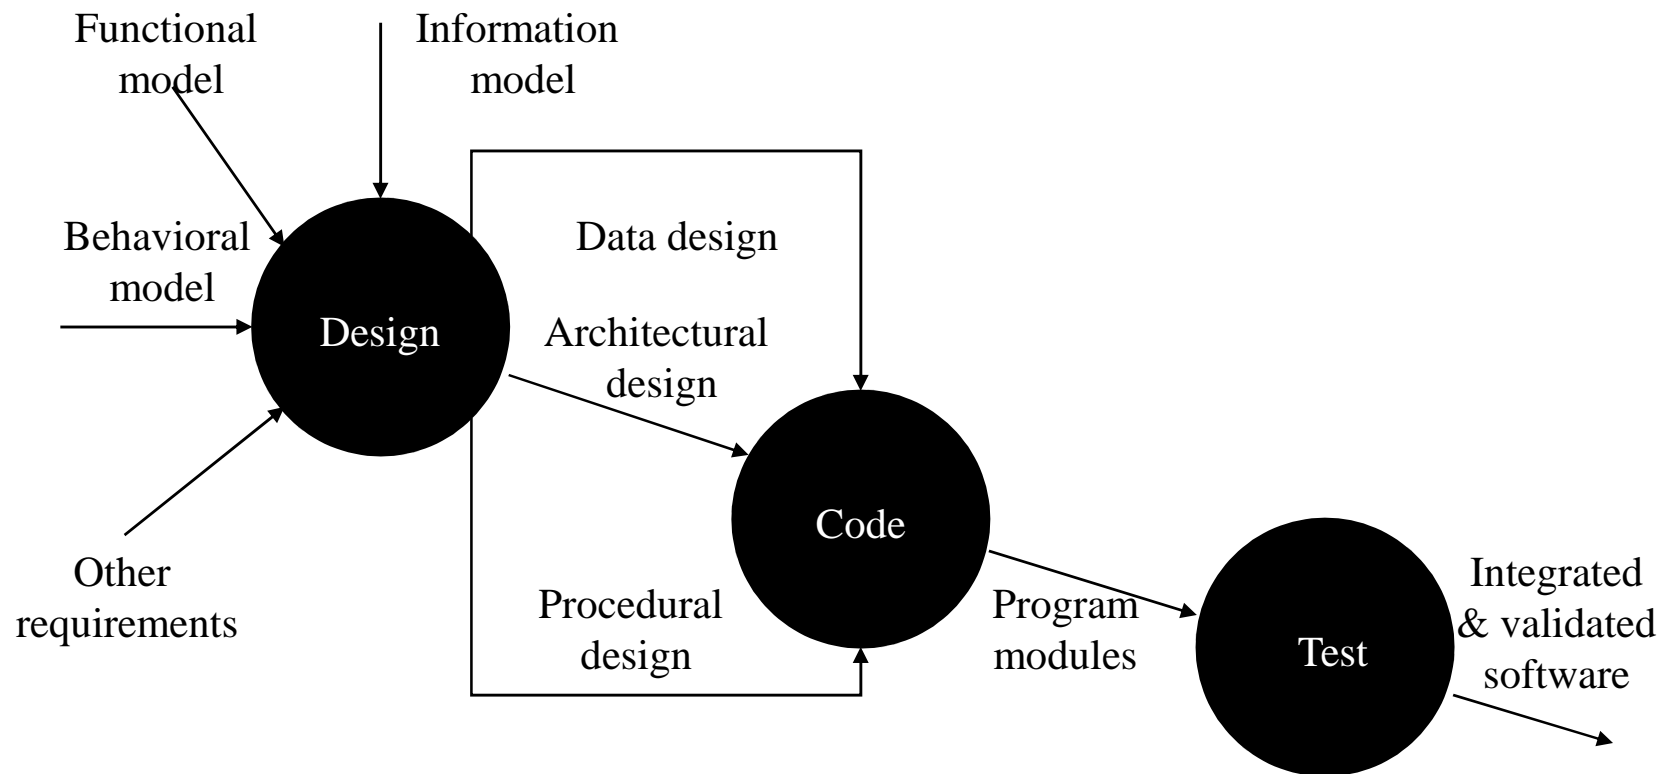 Functional
model
Information
model
Behavioral
model
Data design
Design
Architectural
design
Code
Other
requirements
Procedural
design
Program
modules
Test
Integrated
& validated
software